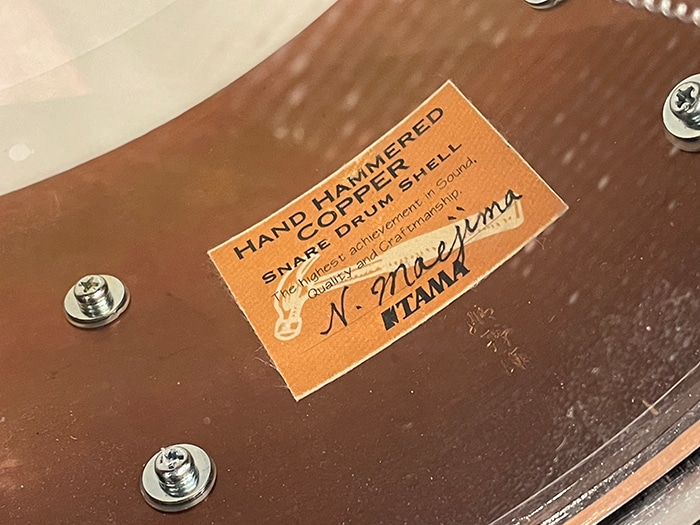 HAND HAMMERED
COPPER
SNARE DRUM SHELL
The highest achievement in Sound,
Quality and Craftmanship.
N. Maejima
TAMA